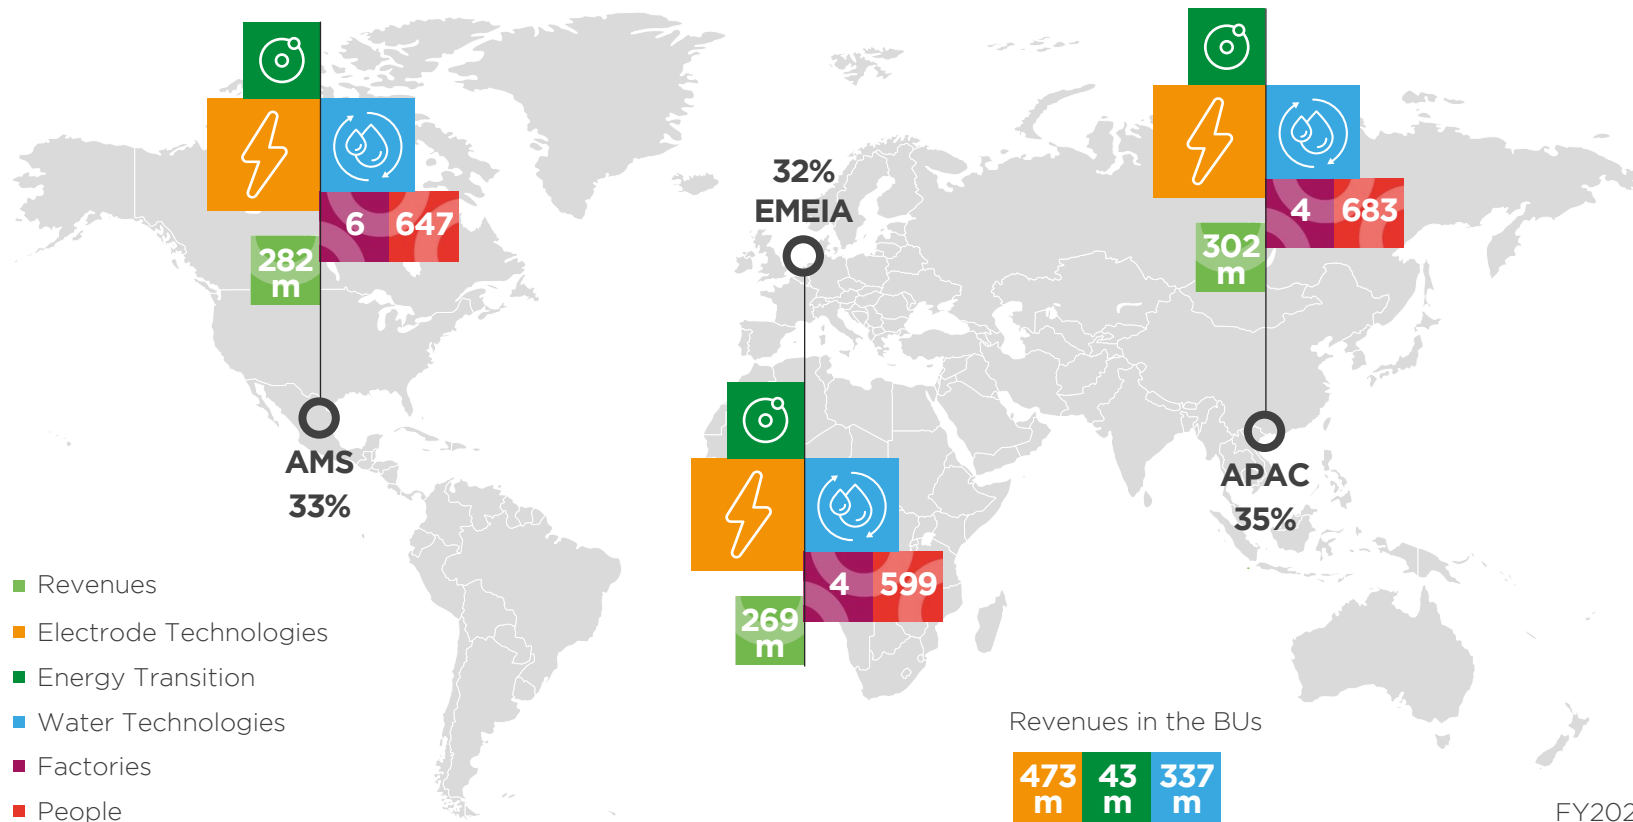 6
647
282
m
AMS
33%
32%
EMEIA
4
599
269
m
4
683
302
m
APAC
35%
Revenues
Electrode Technologies
Energy Transition
Water Technologies
Factories
People
Revenues in the BUs
473
m
43
m
337
m
FY202